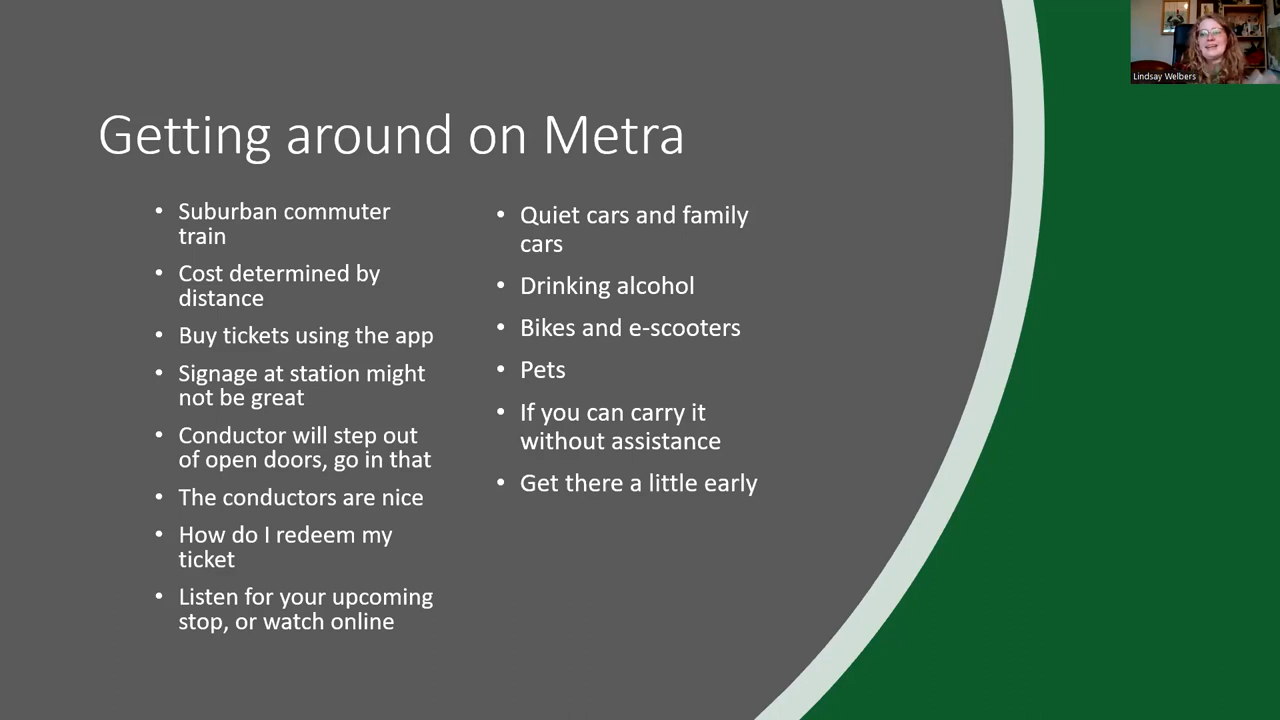 Getting around on Metra
• Suburban commuter
train
• Cost determined by
distance
• Buy tickets using the app
• Signage at station might
not be great
• Conductor will step out
of open doors, go in that
• The conductors are nice
• How do I redeem my
ticket
• Listen for your upcoming
stop, or watch online
• Quiet cars and family
cars
• Drinking alcohol
• Bikes and e-scooters
• Pets
• If you can carry it
without assistance
• Get there a little early
Lindsay Welbers